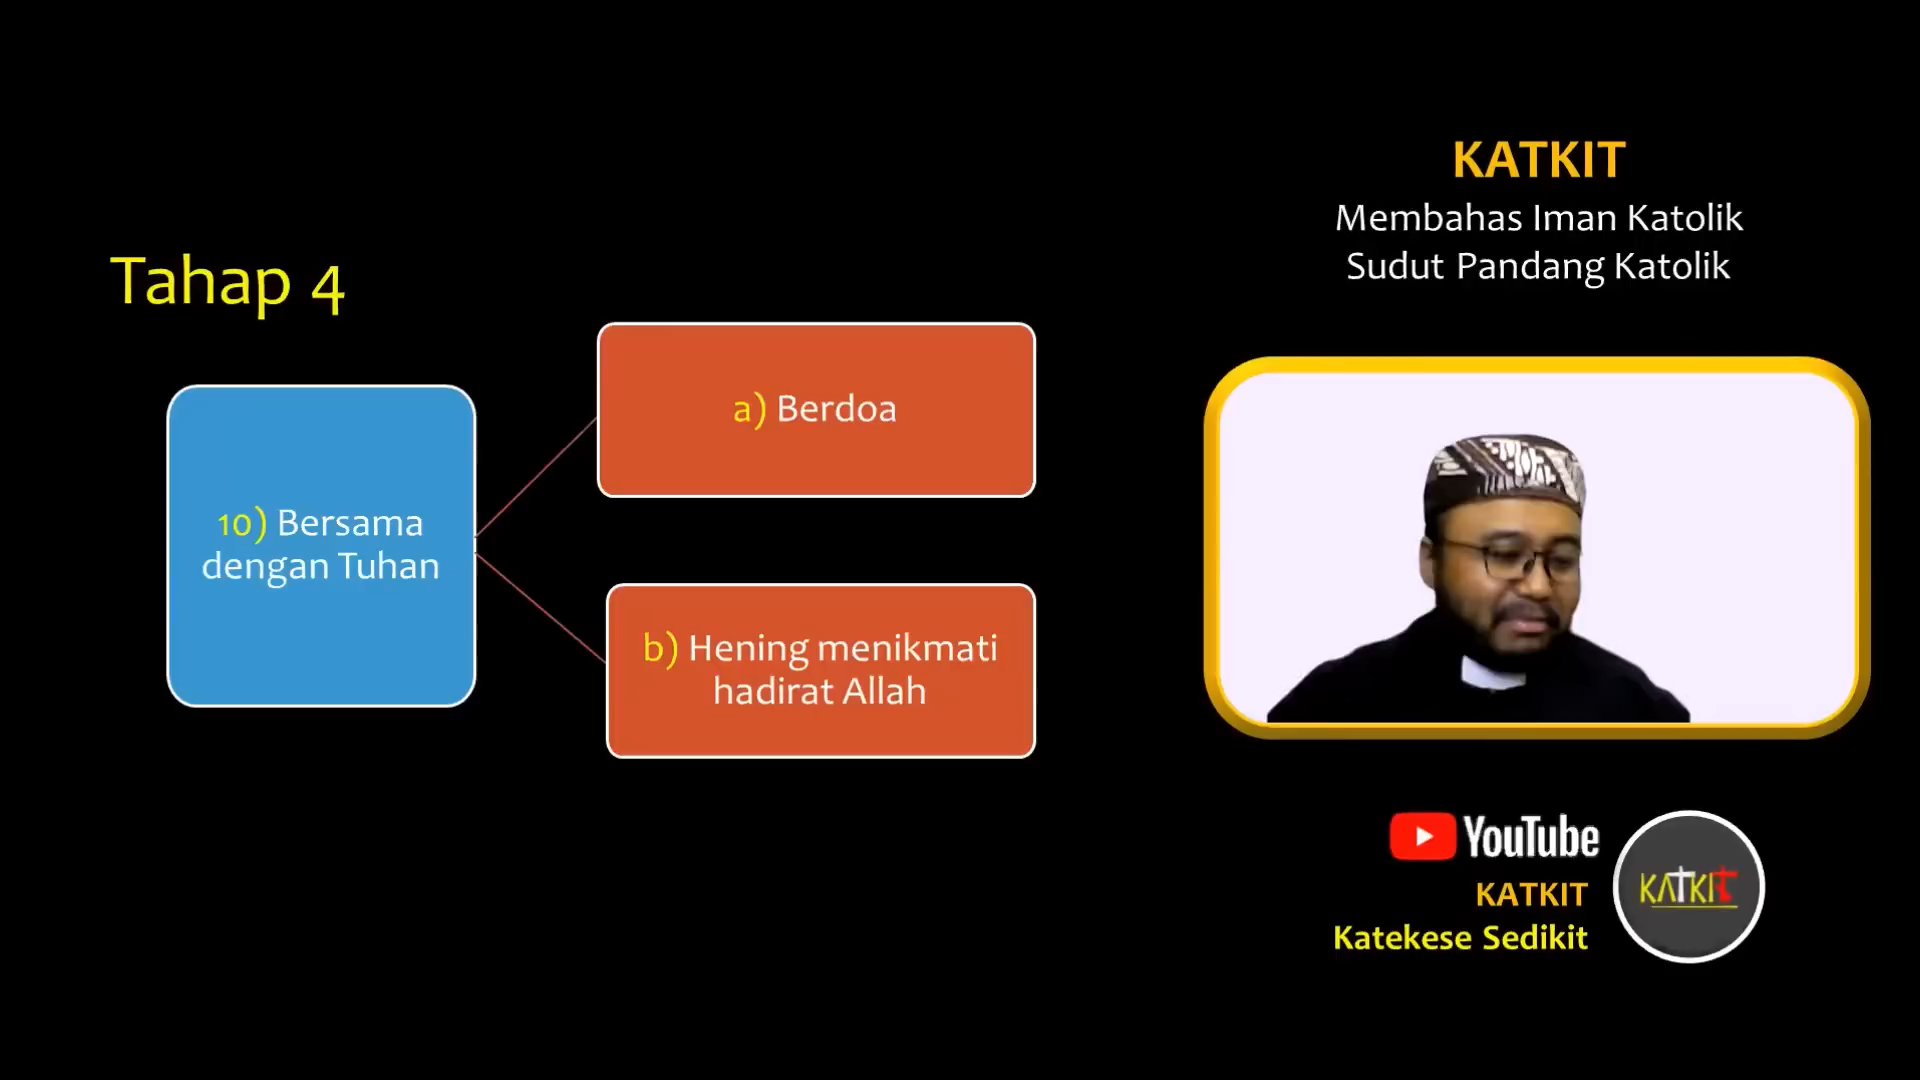 Tahap 4
10) Bersama
dengan Tuhan
a) Berdoa
b) Hening menikmati
hadirat Allah
KATKIT
Membahas Iman Katolik
Sudut Pandang Katolik
YouTube
KATKIT
Katekese Sedikit
KATKIT